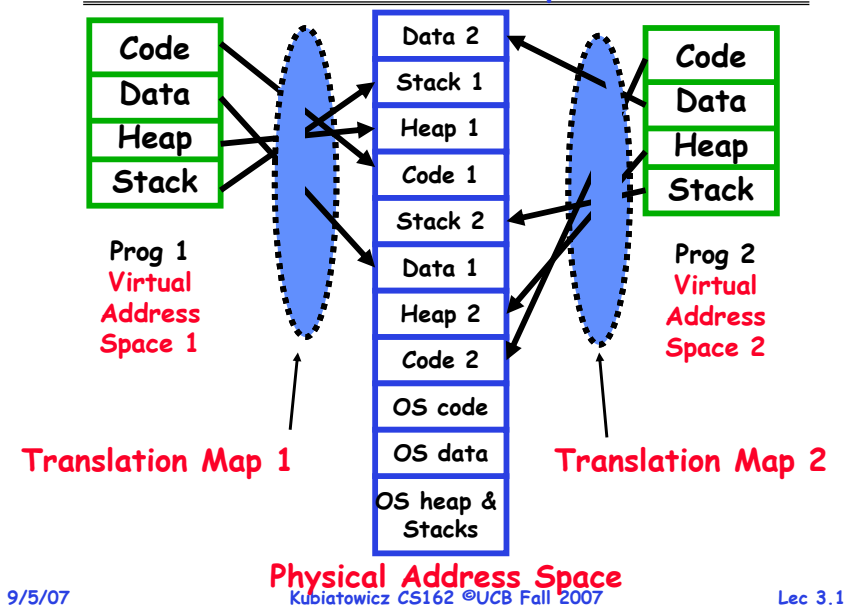 Code
Data
Heap
Stack
Prog 1
Virtual
Address
Space 1
Translation Map 1
Data 2
Stack 1
Heap 1
Code 1
Stack 2
Data 1
Heap 2
Code 2
OS code
OS data
OS heap &
Stacks
Physical Address Space
Code
Data
Heap
Stack
Prog 2
Virtual
Address
Space 2
Translation Map 2
9/5/07
Kubiatowicz CS162 ©UCB Fall 2007
Lec 3.1